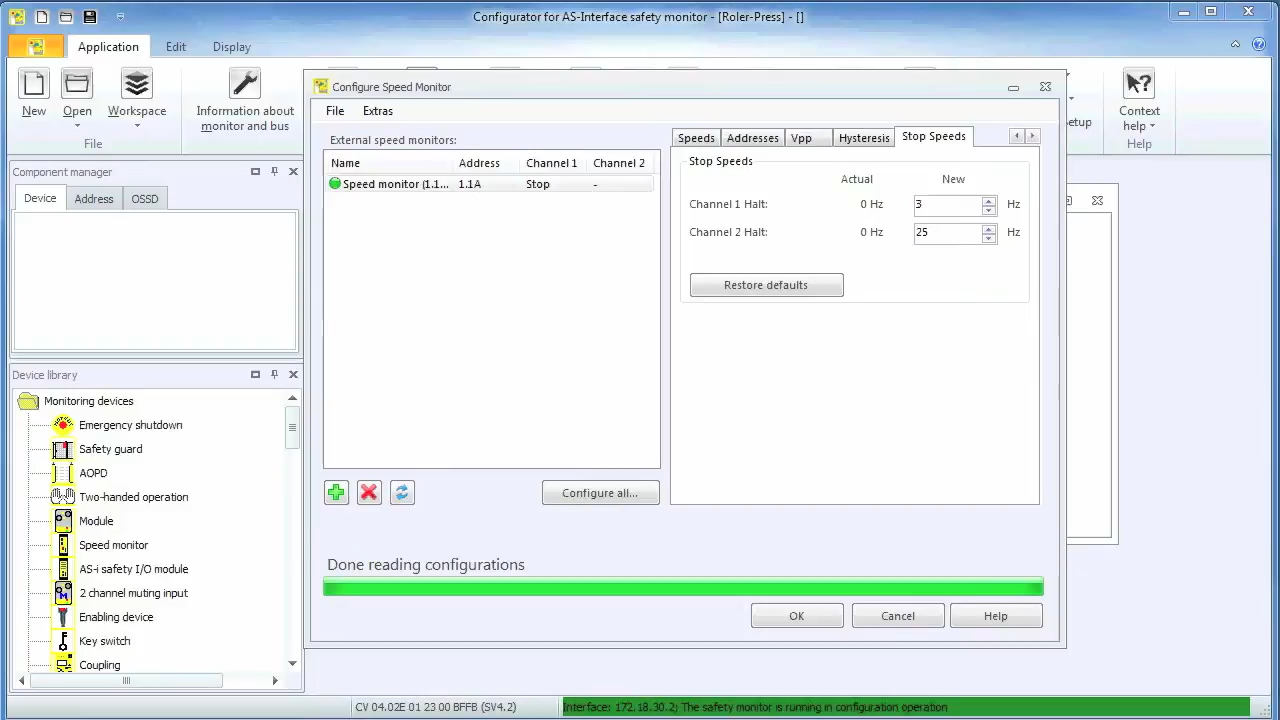 Configurator for AS-Interface safety monitor - [Roler-Press] - []
Application Edit Display
New Open Workspace
File
Information about
monitor and bus
Context
help
Help
etup
Component manager
Device Address OSSD
Device library
Monitoring devices
Emergency shutdown
Safety guard
AOPD
Two-handed operation
Module
Speed monitor
AS-i safety I/O module
2 channel muting input
Enabling device
Key switch
Coupling
Configure Speed Monitor
File Extras
External speed monitors:
Name Address Channel 1 Channel 2
Speed monitor (1.1... 1.1A Stop -
Configure all...
Speeds Addresses Vpp Hysteresis Stop Speeds
Stop Speeds
Actual New
Channel 1 Halt: 0 Hz 3 Hz
Channel 2 Halt: 0 Hz 25 Hz
Restore defaults
Done reading configurations
OK Cancel Help
CV 04.02E 01 23 00 BFFB (SV4.2)
Interface: 172.18.30.2; The safety monitor is running in configuration operation